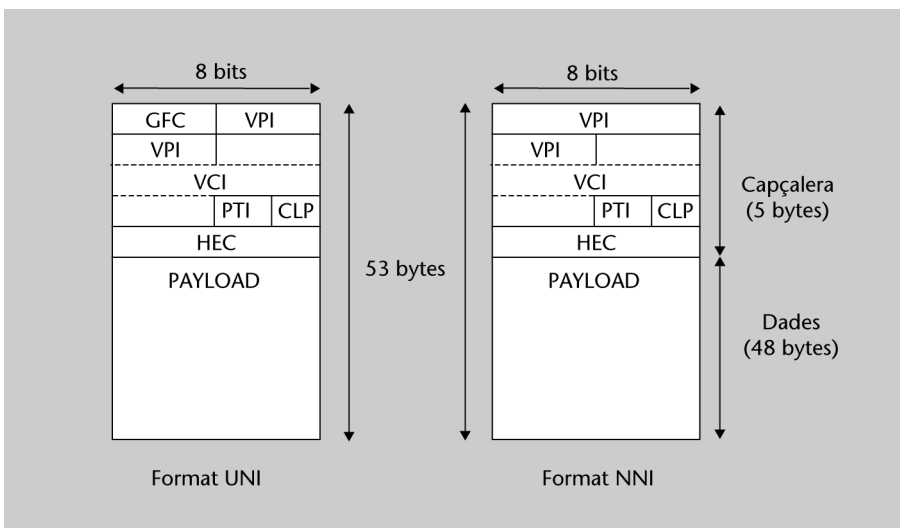 8 bits
GFC VPI
VPI
VCI
PTI CLP
HEC
PAYLOAD
53 bytes
Format UNI
8 bits
VPI
VPI
VCI
PTI CLP
HEC
PAYLOAD
Capçalera
(5 bytes)
Dades
(48 bytes)
Format NNI